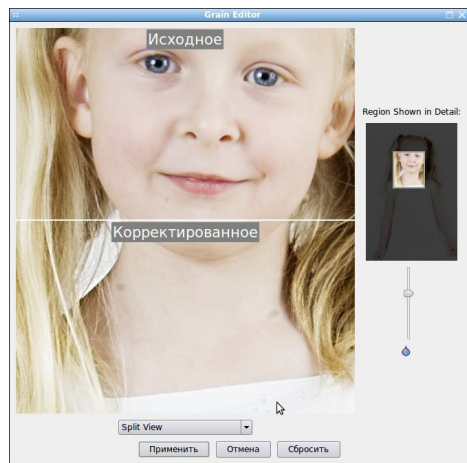 Grain Editor
Исходное
Region Shown in Detail:
Корректированное
Split View
Применить
Отмена
Сбросить